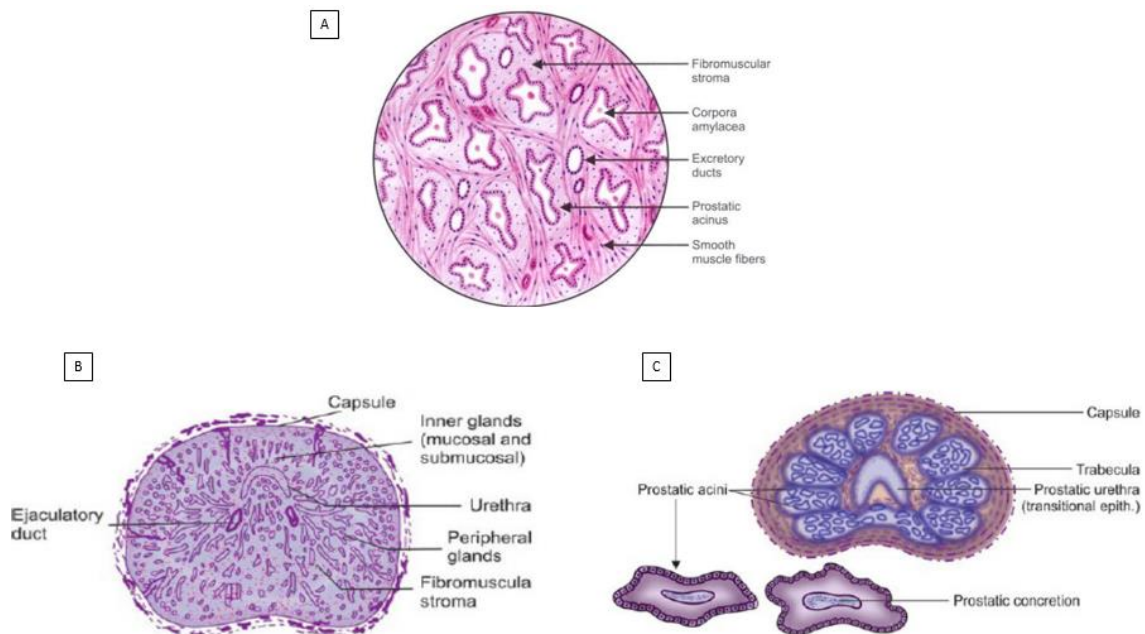 A
Fibromuscular
stroma
Corpora
amylacea
Excretory
ducts
Prostatic
acinus
Smooth
muscle fibers
B
Capsule
Inner glands
(mucosal and
submucosal)
Urethra
Ejaculatory
duct
Peripheral
glands
Fibromuscula
stroma
C
Capsule
Trabecula
Prostatic acini
Prostatic urethra
(transitional epith.)
Prostatic concretion